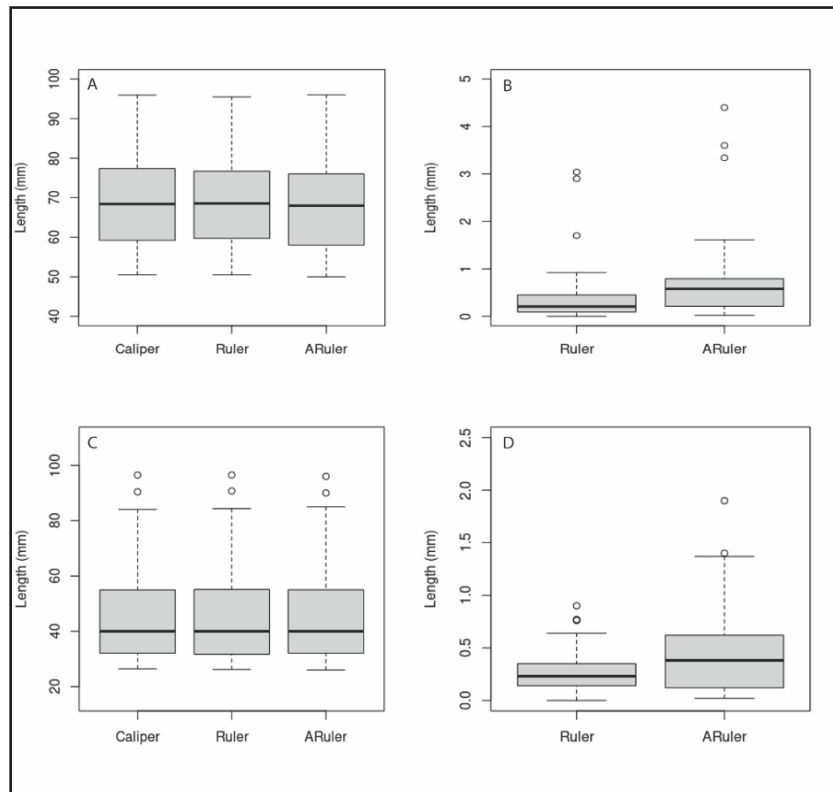 A
Length (mm)
100
90
80
70
60
50
40
Caliper Ruler ARuler
B
Length (mm)
5
4
3
2
1
0
Ruler ARuler
C
Length (mm)
100
80
60
40
20
Caliper Ruler ARuler
D
Length (mm)
2.5
2.0
1.5
1.0
0.5
0.0
Ruler ARuler